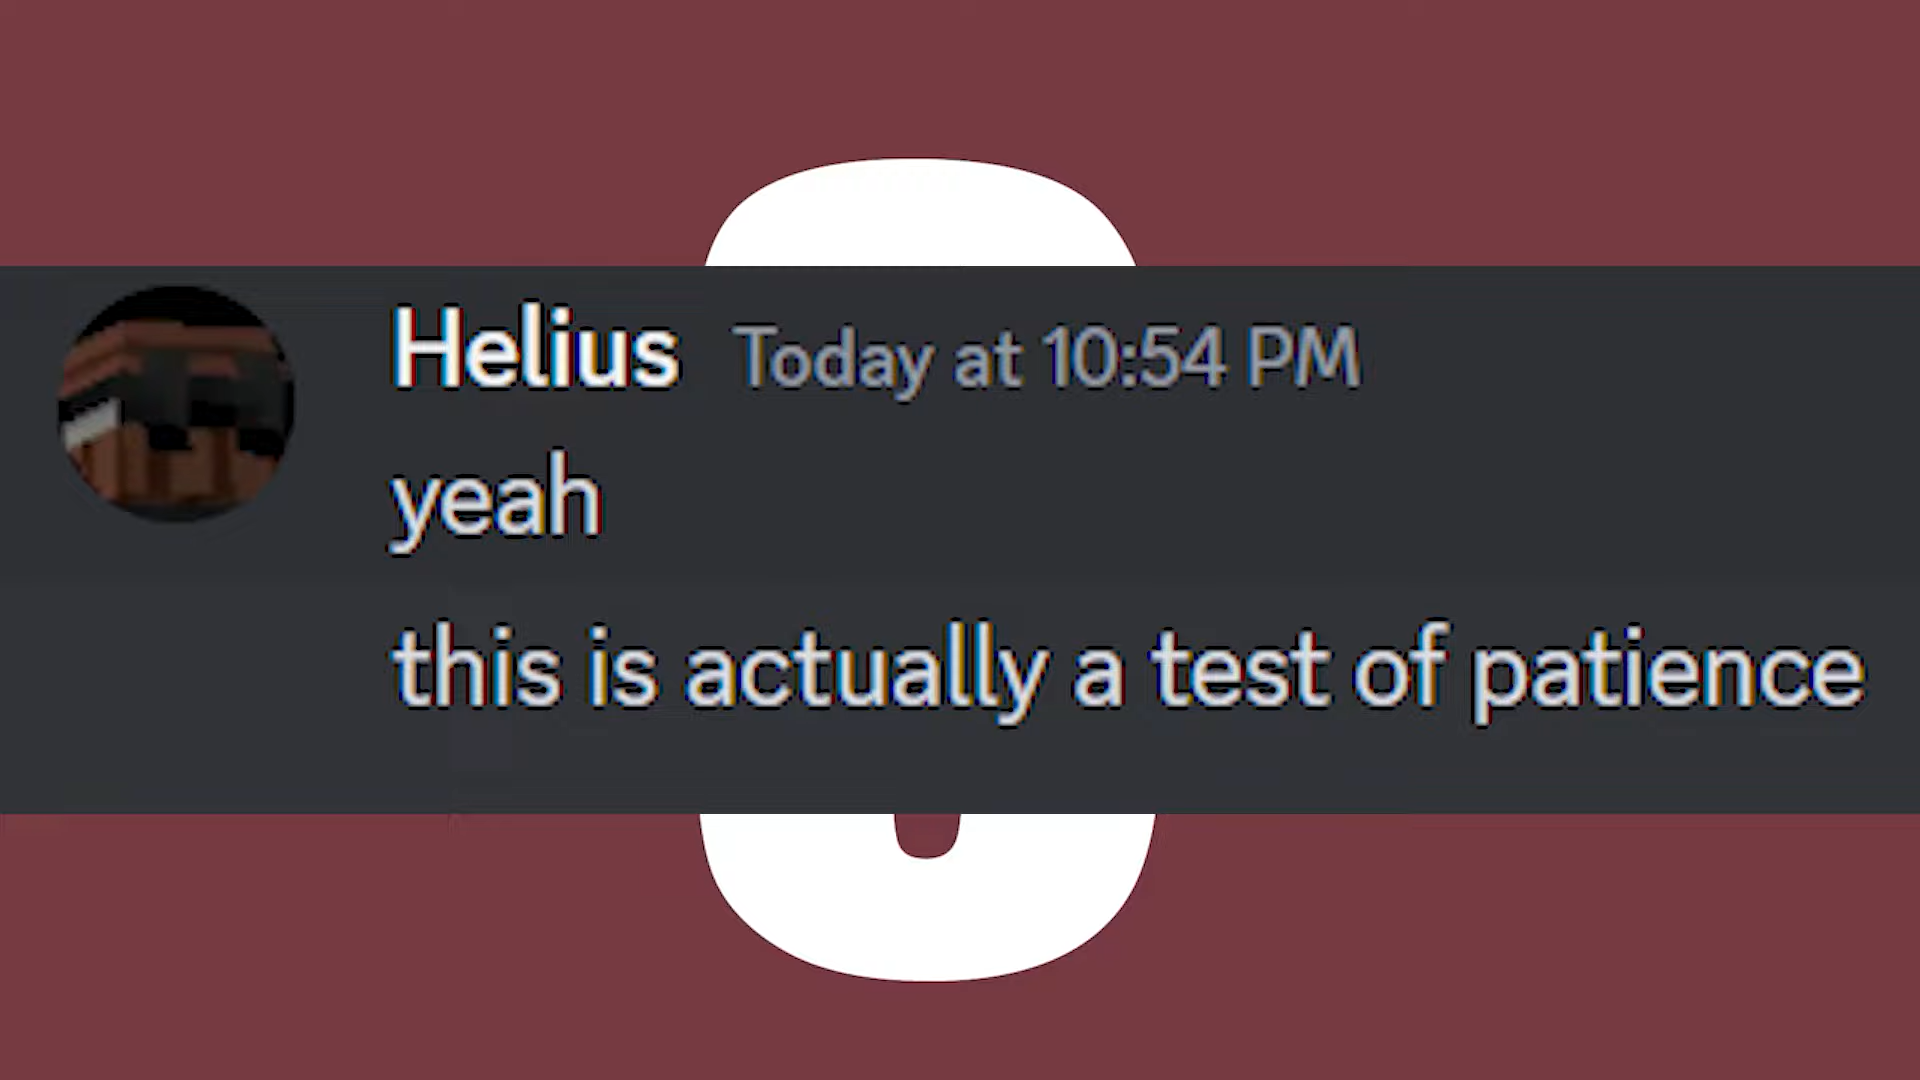 Helius Today at 10:54 PM
yeah
this is actually a test of patience